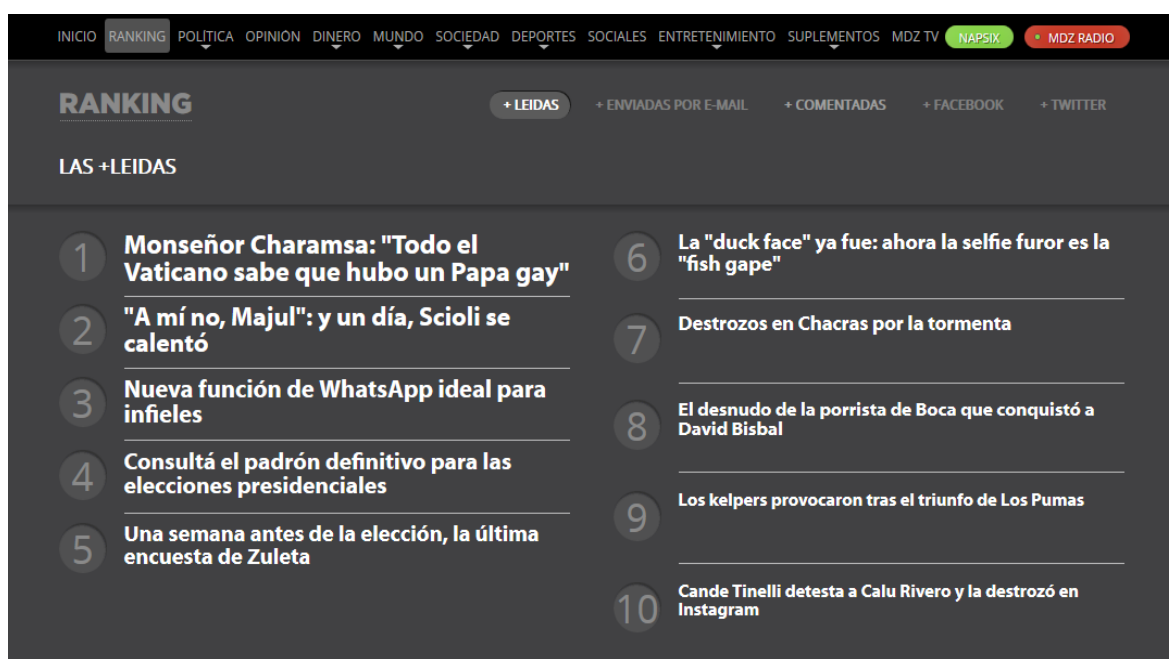 INICIO RANKING POLÍTICA OPINIÓN DINERO MUNDO SOCIEDAD DEPORTES SOCIALES ENTRETENIMIENTO SUPLEMENTOS MDZ TV NAPSIX MDZ RADIO
RANKING
+ LEIDAS + ENVIADAS POR E-MAIL + COMENTADAS + FACEBOOK + TWITTER
LAS +LEIDAS
1
Monseñor Charamsa: "Todo el
Vaticano sabe que hubo un Papa gay"
2
"A mí no, Majul": y un día, Scioli se
calentó
3
Nueva función de WhatsApp ideal para
infieles
4
Consultá el padrón definitivo para las
elecciones presidenciales
5
Una semana antes de la elección, la última
encuesta de Zuleta
6
La "duck face" ya fue: ahora la selfie furor es la
"fish gape"
7
Destrozos en Chacras por la tormenta
8
El desnudo de la porrista de Boca que conquistó a
David Bisbal
9
Los kelpers provocaron tras el triunfo de Los Pumas
10
Cande Tinelli detesta a Calu Rivero y la destrozó en
Instagram